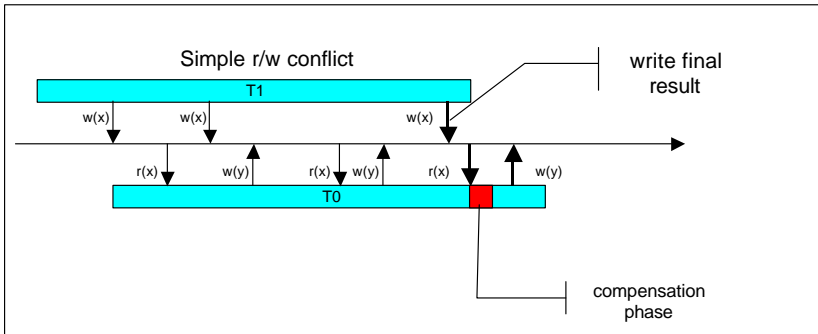 Simple r/w conflict
write final
result
T1
w(x)
w(x)
w(x)
r(x)
w(y)
r(x)
w(y)
r(x)
w(y)
T0
compensation
phase